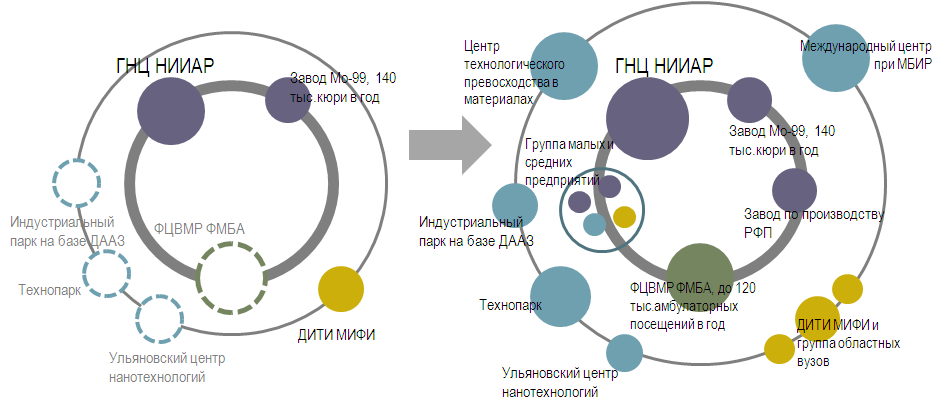 ГНЦ НИИАР
Завод Мо-99, 140
тыс.кюри в год
Индустриальный
парк на базе ДААЗ
ФЦВМР ФМБА
Технопарк
Ульяновский центр
нанотехнологий
ДИТИ МИФИ
Центр
технологического
превосходства в
материалах
ГНЦ НИИАР
Международный центр
при МБИР
Завод Мо-99, 140
тыс.кюри в год
Группа малых и
средних
предприятий
Индустриальный
парк на базе ДААЗ
Завод по производству
РФП
Технопарк
ФЦВМР ФМБА, до 120
тыс.амбулаторных
посещений в год
ДИТИ МИФИ и
группа областных
вузов
Ульяновский центр
нанотехнологий